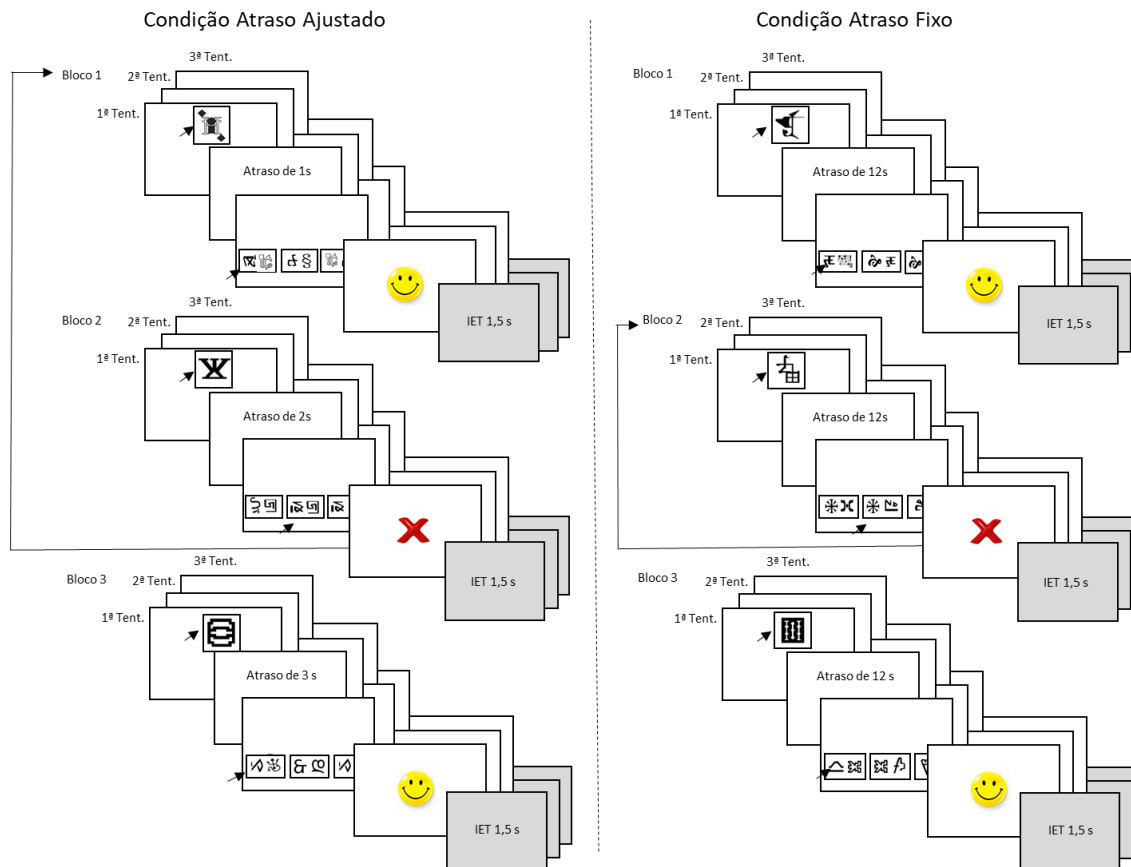 Condição Atraso Ajustado
3ª Tent.
Bloco 1
2ª Tent.
1ª Tent.
Atraso de 1s
IET 1,5 s
3ª Tent.
Bloco 2
2ª Tent.
1ª Tent.
Atraso de 2s
IET 1,5 s
3ª Tent.
Bloco 3
2ª Tent.
1ª Tent.
Atraso de 3 s
IET 1,5 s
Condição Atraso Fixo
3ª Tent.
Bloco 1
2ª Tent.
1ª Tent.
Atraso de 12s
IET 1,5 s
3ª Tent.
Bloco 2
2ª Tent.
1ª Tent.
Atraso de 12s
IET 1,5 s
3ª Tent.
Bloco 3
2ª Tent.
1ª Tent.
Atraso de 12 s
IET 1,5 s